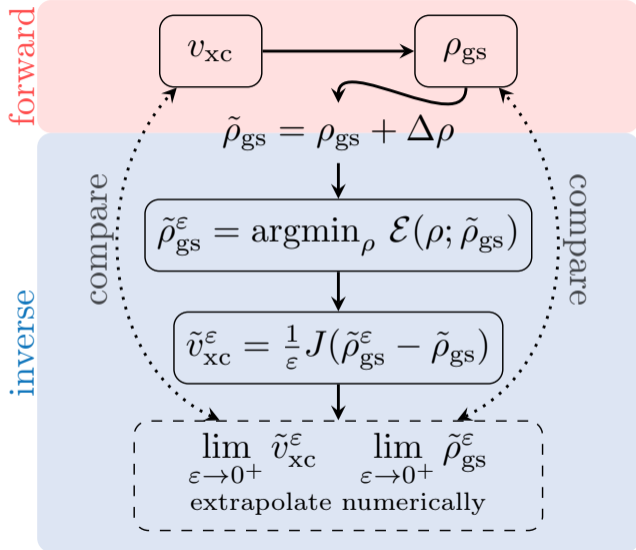 forward
v_xc
ρ_gs
ρ̃_gs = ρ_gs + Δρ
compare
compare
inverse
ρ̃^ε_gs = argmin_ρ ℰ(ρ; ρ̃_gs)
ṽ^ε_xc = 1/ε J(ρ̃^ε_gs − ρ̃_gs)
lim_{ε→0⁺} ṽ^ε_xc lim_{ε→0⁺} ρ̃^ε_gs
extrapolate numerically